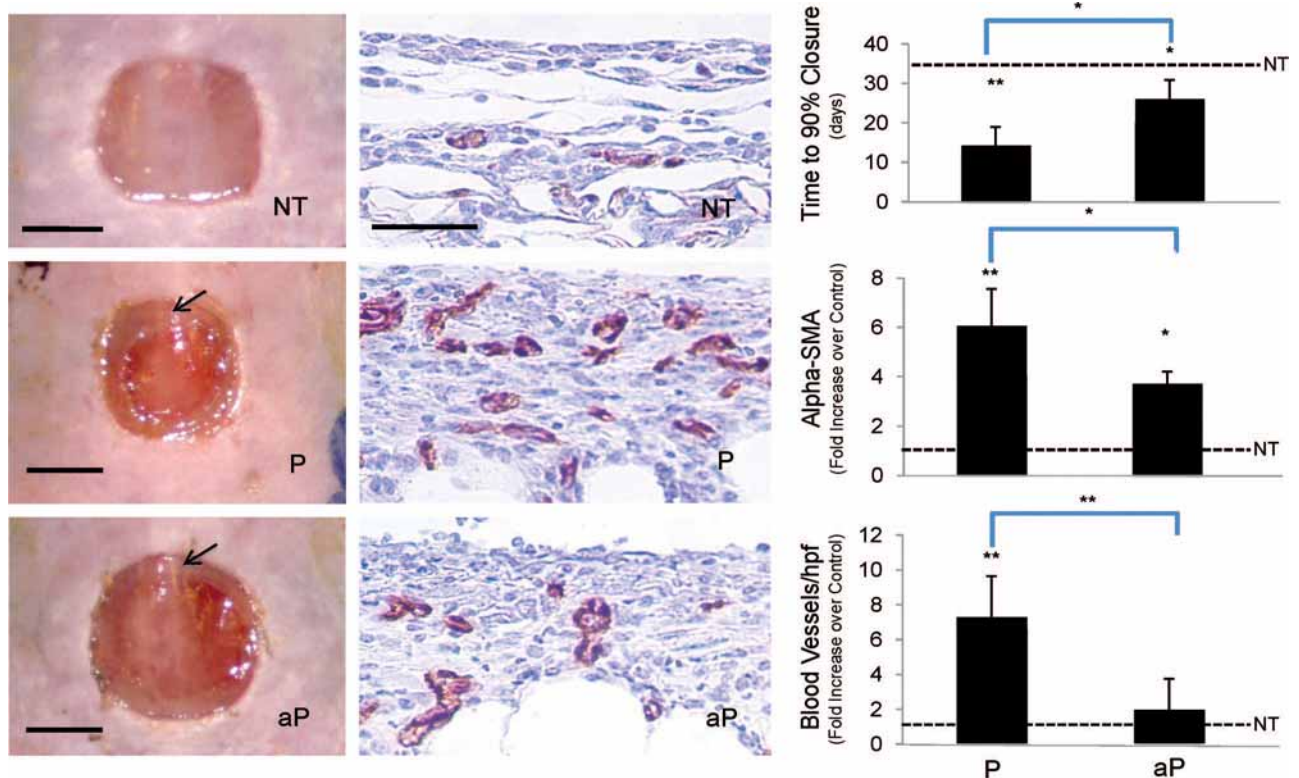 NT
P
aP
NT
P
aP
Time to 90% Closure
(days)
40
30
20
10
0
*
**
*
NT
Alpha-SMA
(Fold Increase over Control)
8
6
4
2
0
*
**
*
NT
Blood Vessels/hpf
(Fold Increase over Control)
12
10
8
6
4
2
0
**
**
NT
P
aP